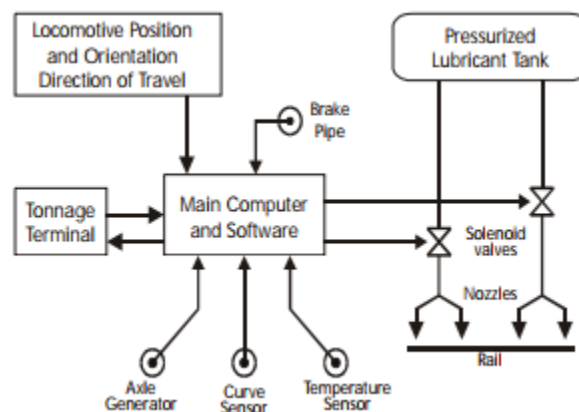 Locomotive Position
and Orientation
Direction of Travel
Pressurized
Lubricant Tank
Brake
Pipe
Tonnage
Terminal
Main Computer
and Software
Solenoid
valves
Nozzles
Rail
Axle
Generator
Curve
Sensor
Temperature
Sensor